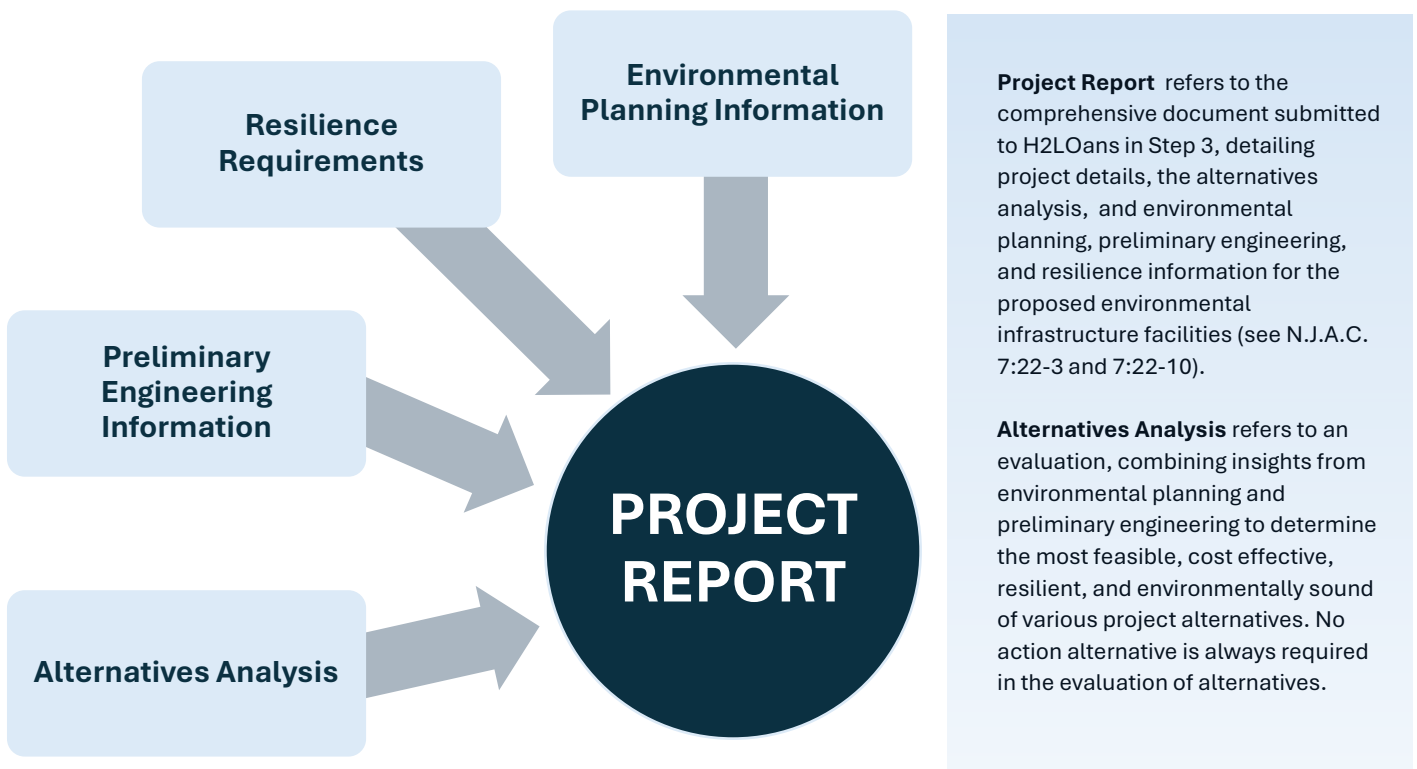 Environmental
Planning Information
Resilience
Requirements
Preliminary
Engineering
Information
Alternatives Analysis
PROJECT
REPORT
Project Report refers to the
comprehensive document submitted
to H2LOans in Step 3, detailing
project details, the alternatives
analysis, and environmental
planning, preliminary engineering,
and resilience information for the
proposed environmental
infrastructure facilities (see N.J.A.C.
7:22-3 and 7:22-10).
Alternatives Analysis refers to an
evaluation, combining insights from
environmental planning and
preliminary engineering to determine
the most feasible, cost effective,
resilient, and environmentally sound
of various project alternatives. No
action alternative is always required
in the evaluation of alternatives.